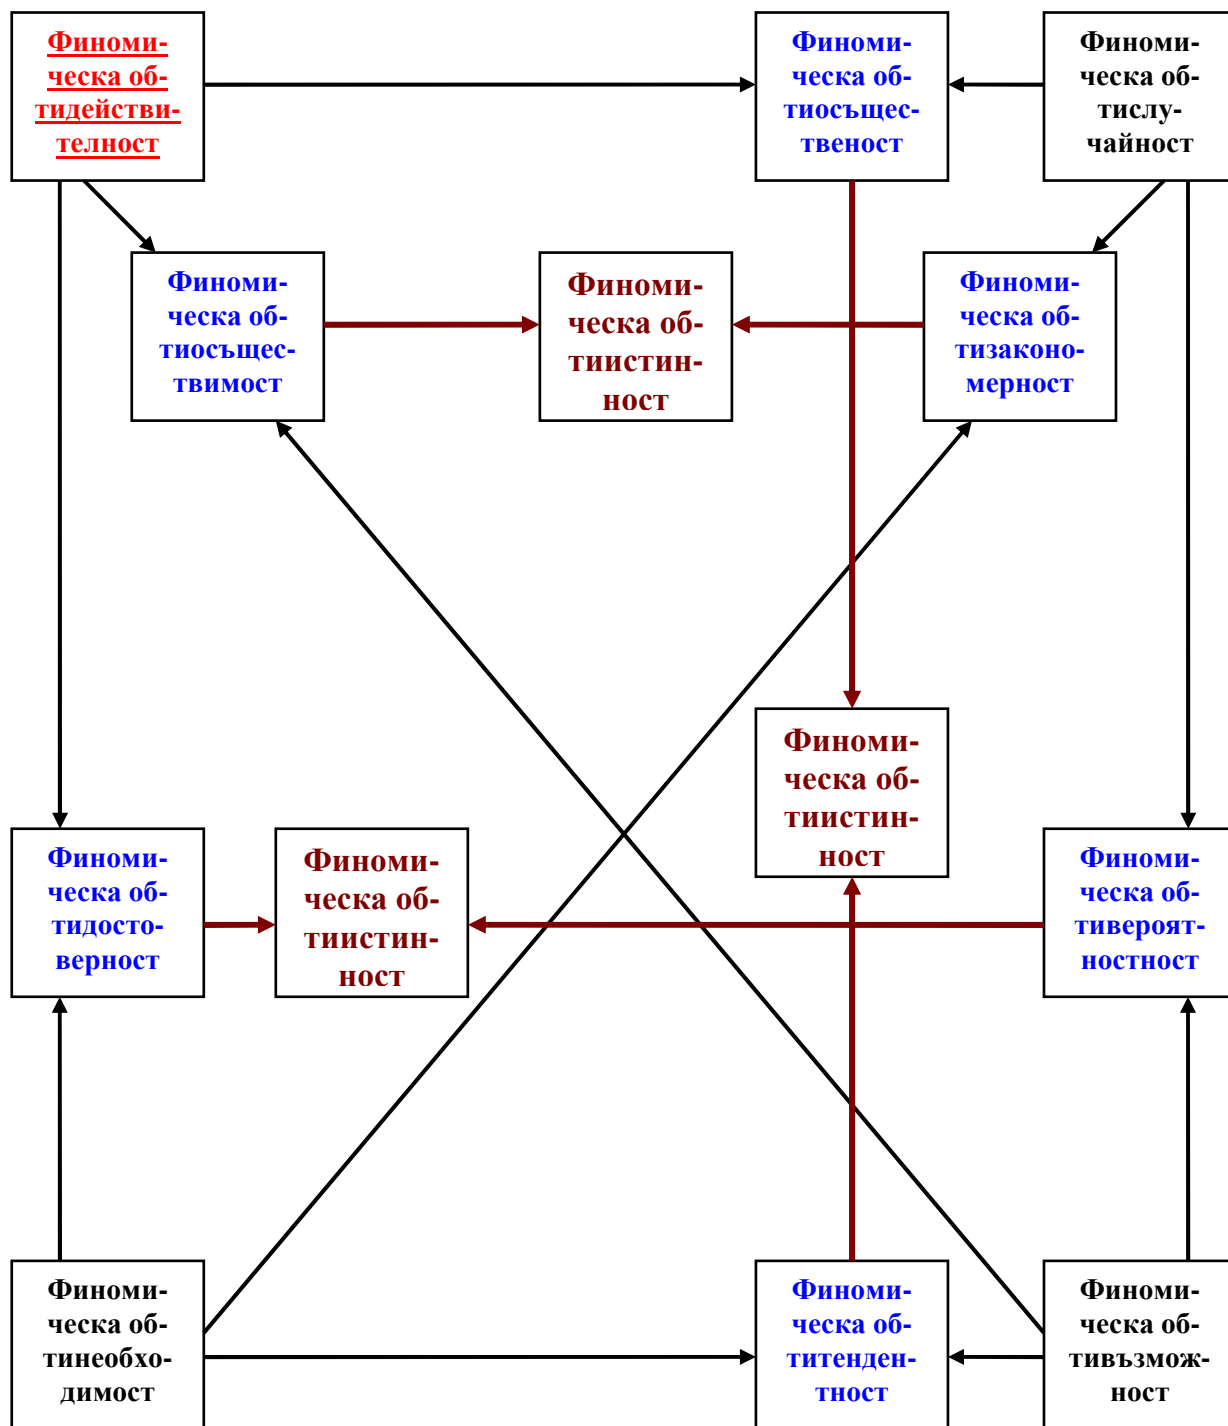 Финоми-
ческа об-
тидействи-
телност
Финоми-
ческа об-
тиосъщес-
твеност
Финоми-
ческа об-
тислу-
чайност
Финоми-
ческа об-
тиосъщес-
твимост
Финоми-
ческа об-
тиистин-
ност
Финоми-
ческа об-
тизаконо-
мерност
Финоми-
ческа об-
тиистин-
ност
Финоми-
ческа об-
тидосто-
верност
Финоми-
ческа об-
тиистин-
ност
Финоми-
ческа об-
тивероят-
ностност
Финоми-
ческа об-
тинеобхо-
димост
Финоми-
ческа об-
титенден-
тност
Финоми-
ческа об-
тивъзмож-
ност